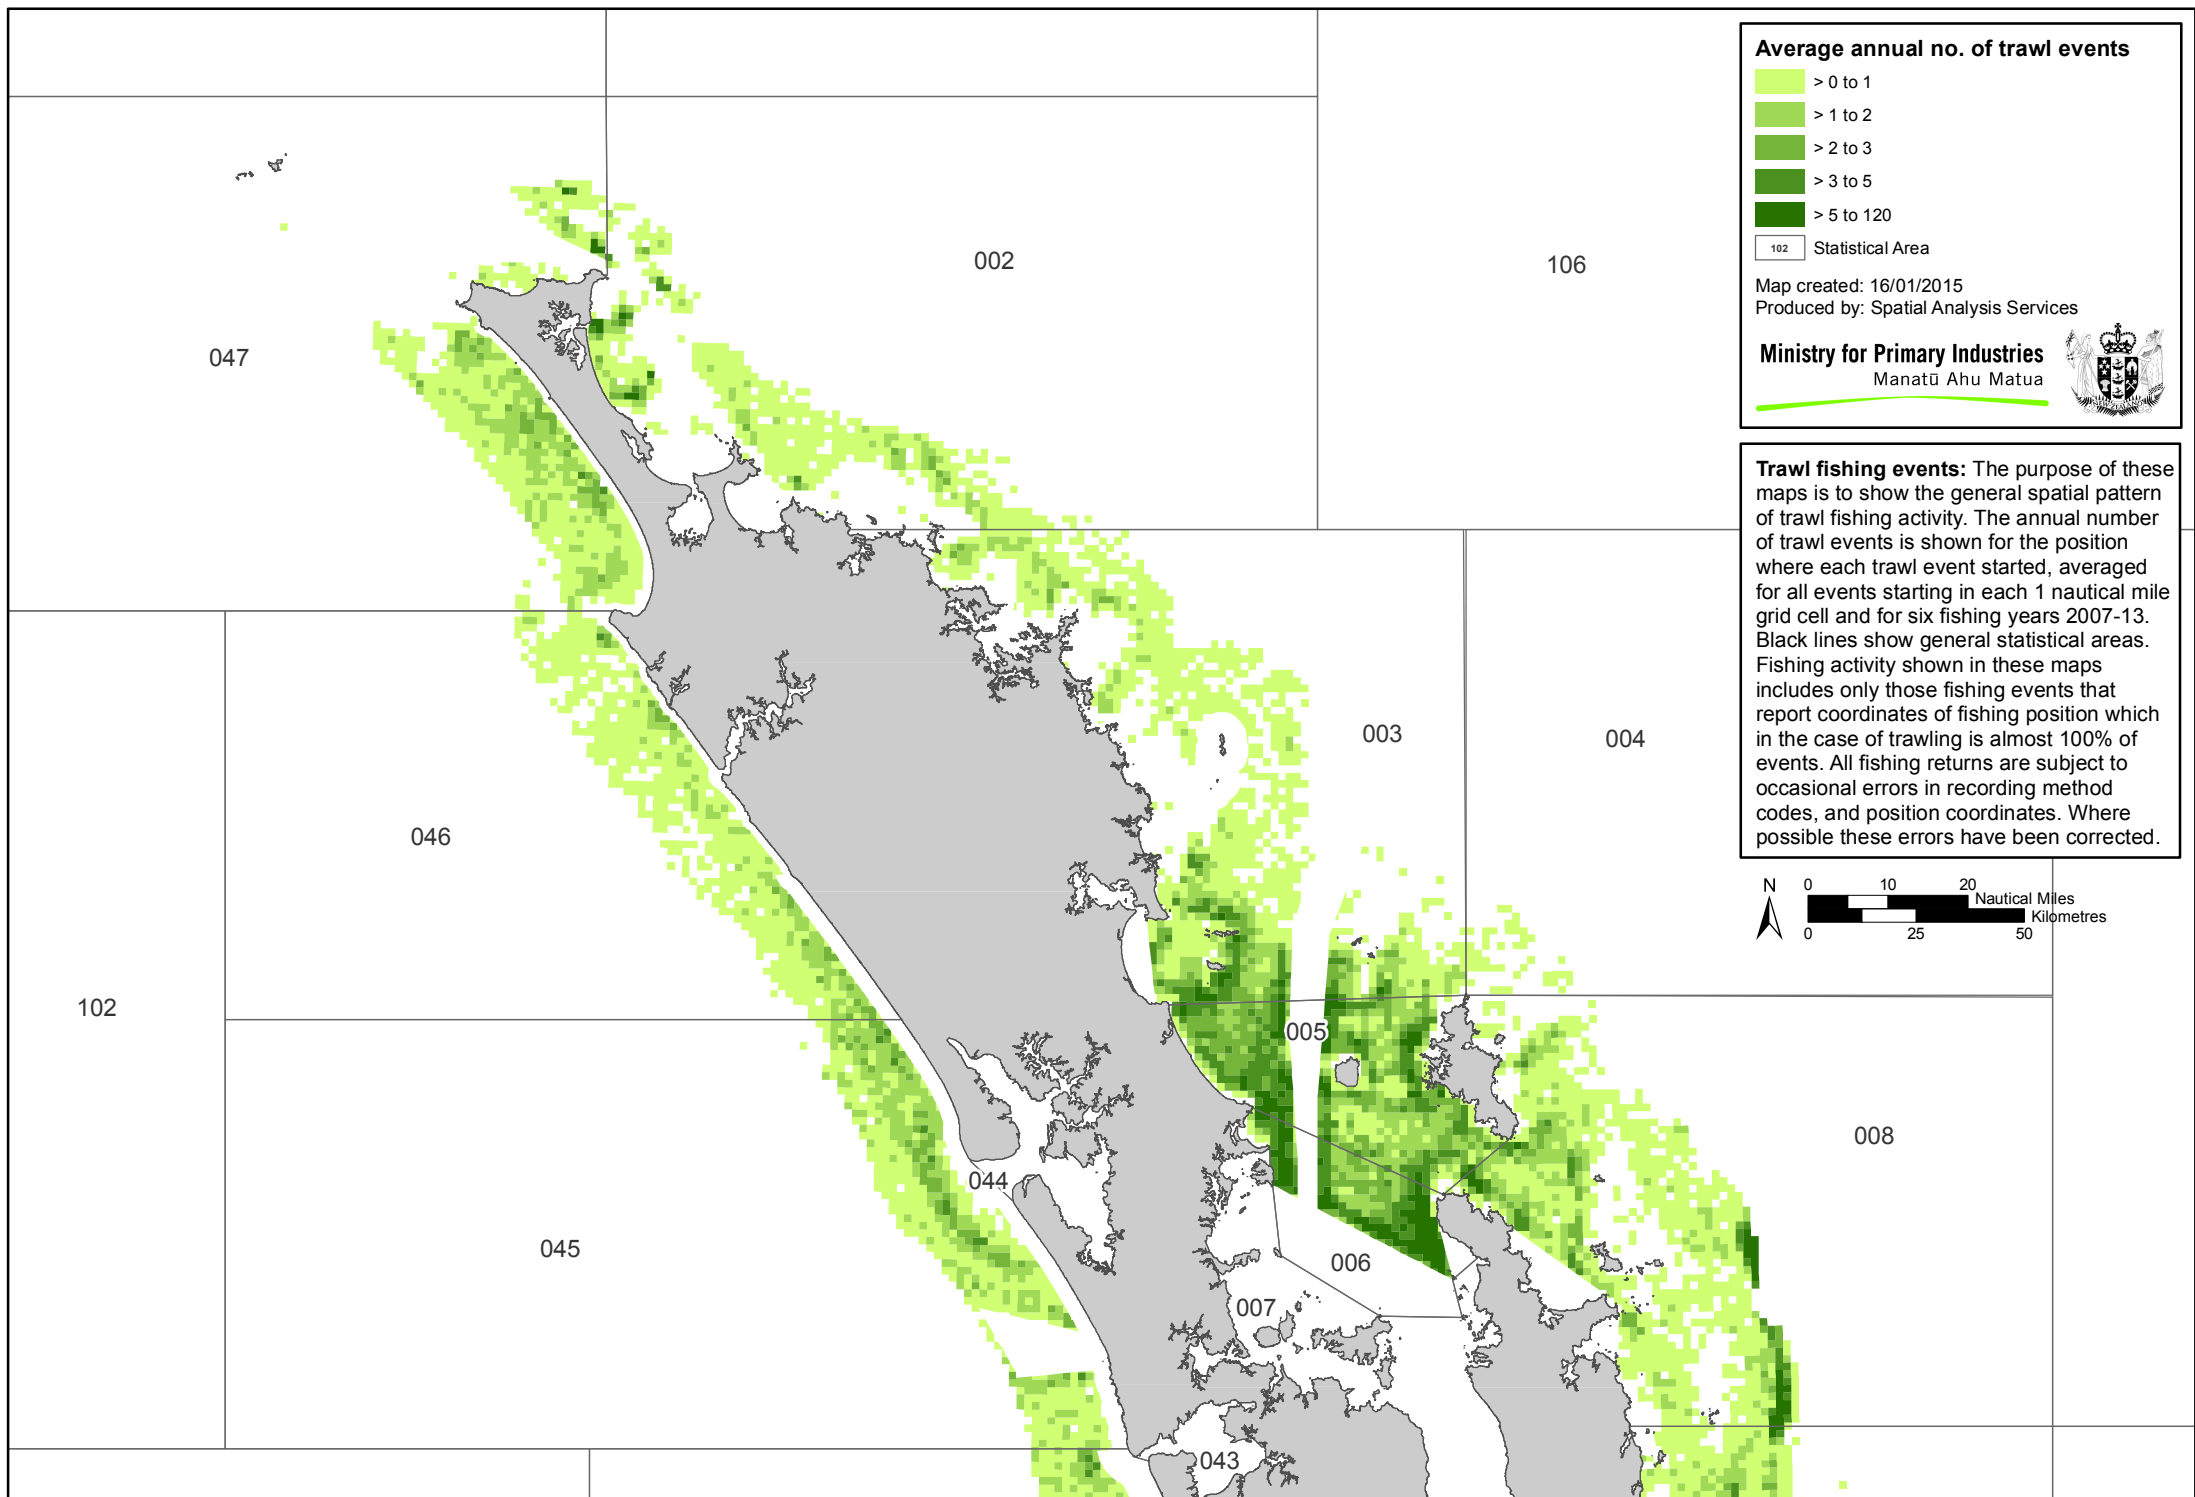 Average annual no. of trawl events
> 0 to 1
> 1 to 2
> 2 to 3
> 3 to 5
> 5 to 120
102 Statistical Area
Map created: 16/01/2015
Produced by: Spatial Analysis Services
Ministry for Primary Industries
Manatū Ahu Matua
Trawl fishing events: The purpose of these
maps is to show the general spatial pattern
of trawl fishing activity. The annual number
of trawl events is shown for the position
where each trawl event started, averaged
for all events starting in each 1 nautical mile
grid cell and for six fishing years 2007-13.
Black lines show general statistical areas.
Fishing activity shown in these maps
includes only those fishing events that
report coordinates of fishing position which
in the case of trawling is almost 100% of
events. All fishing returns are subject to
occasional errors in recording method
codes, and position coordinates. Where
possible these errors have been corrected.
N
0 10 20
Nautical Miles
Kilometres
0 25 50
002
106
047
003
004
046
102
005
008
044
045
006
007
043